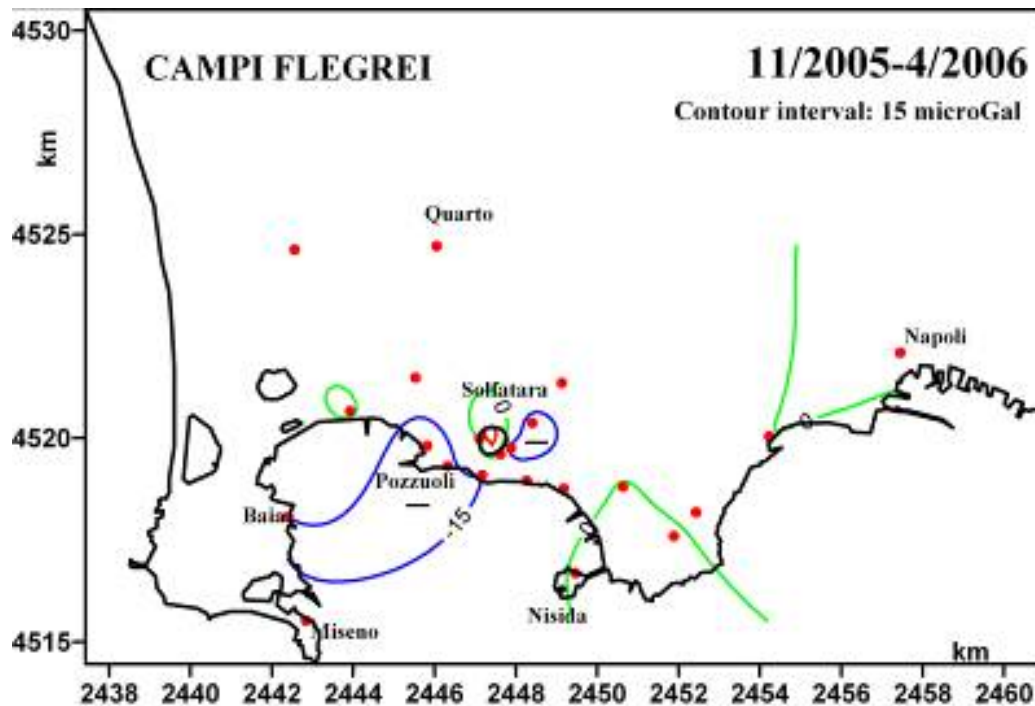 4530
CAMPI FLEGREI
11/2005-4/2006
Contour interval: 15 microGal
km
4525
Quarto
Napoli
Solfatara
0
4520
0
Pozzuoli
Baia
-15
0
Nisida
Miseno
4515
km
2438 2440 2442 2444 2446 2448 2450 2452 2454 2456 2458 2460